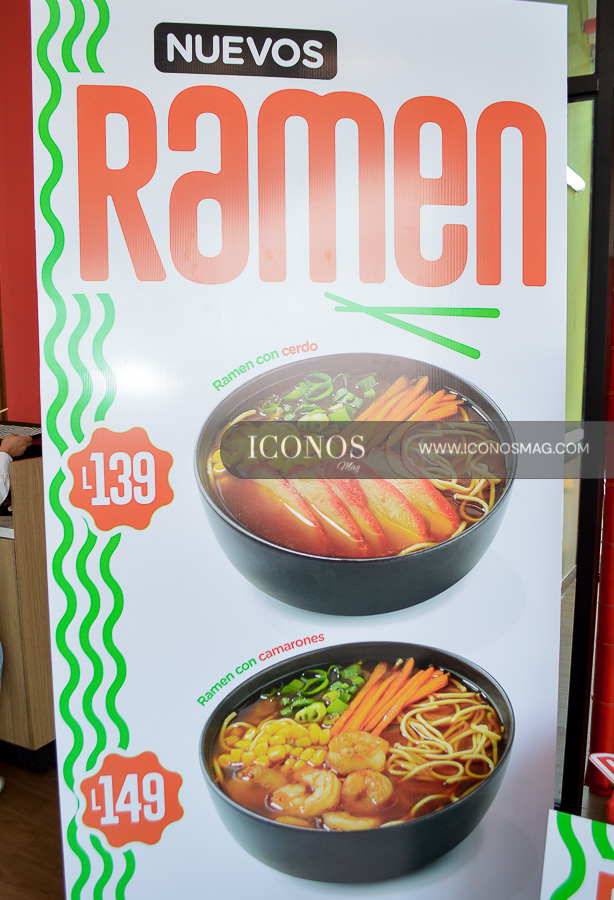 NUEVOS
Ramen
Ramen con cerdo
L139
ICONOS
Mag
WWW.ICONOSMAG.COM
Ramen con camarones
L149